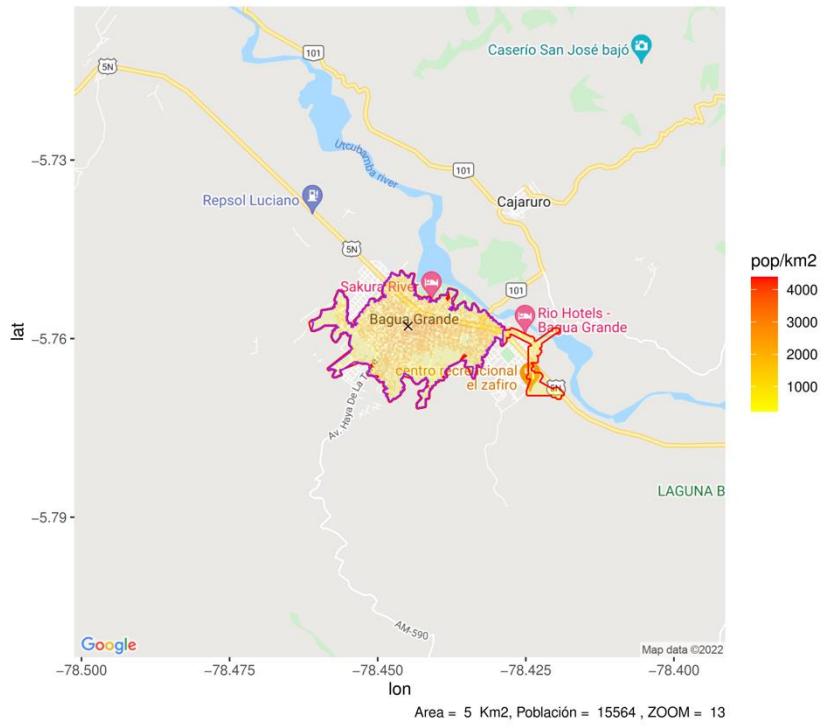 101
5N
Caserío San José bajó
Utcubamba river
101
-5.73
Repsol Luciano
Cajaruro
5N
101
Sakura River
Rio Hotels -
Bagua Grande
Bagua Grande
lat
-5.76
centro recreacional
el zafiro
5N
Av. Haya De La
LAGUNA B
-5.79
AM-590
Google
Map data ©2022
-78.500
-78.475
-78.450
-78.425
-78.400
lon
pop/km2
4000
3000
2000
1000
Area = 5 Km2, Población = 15564 , ZOOM = 13